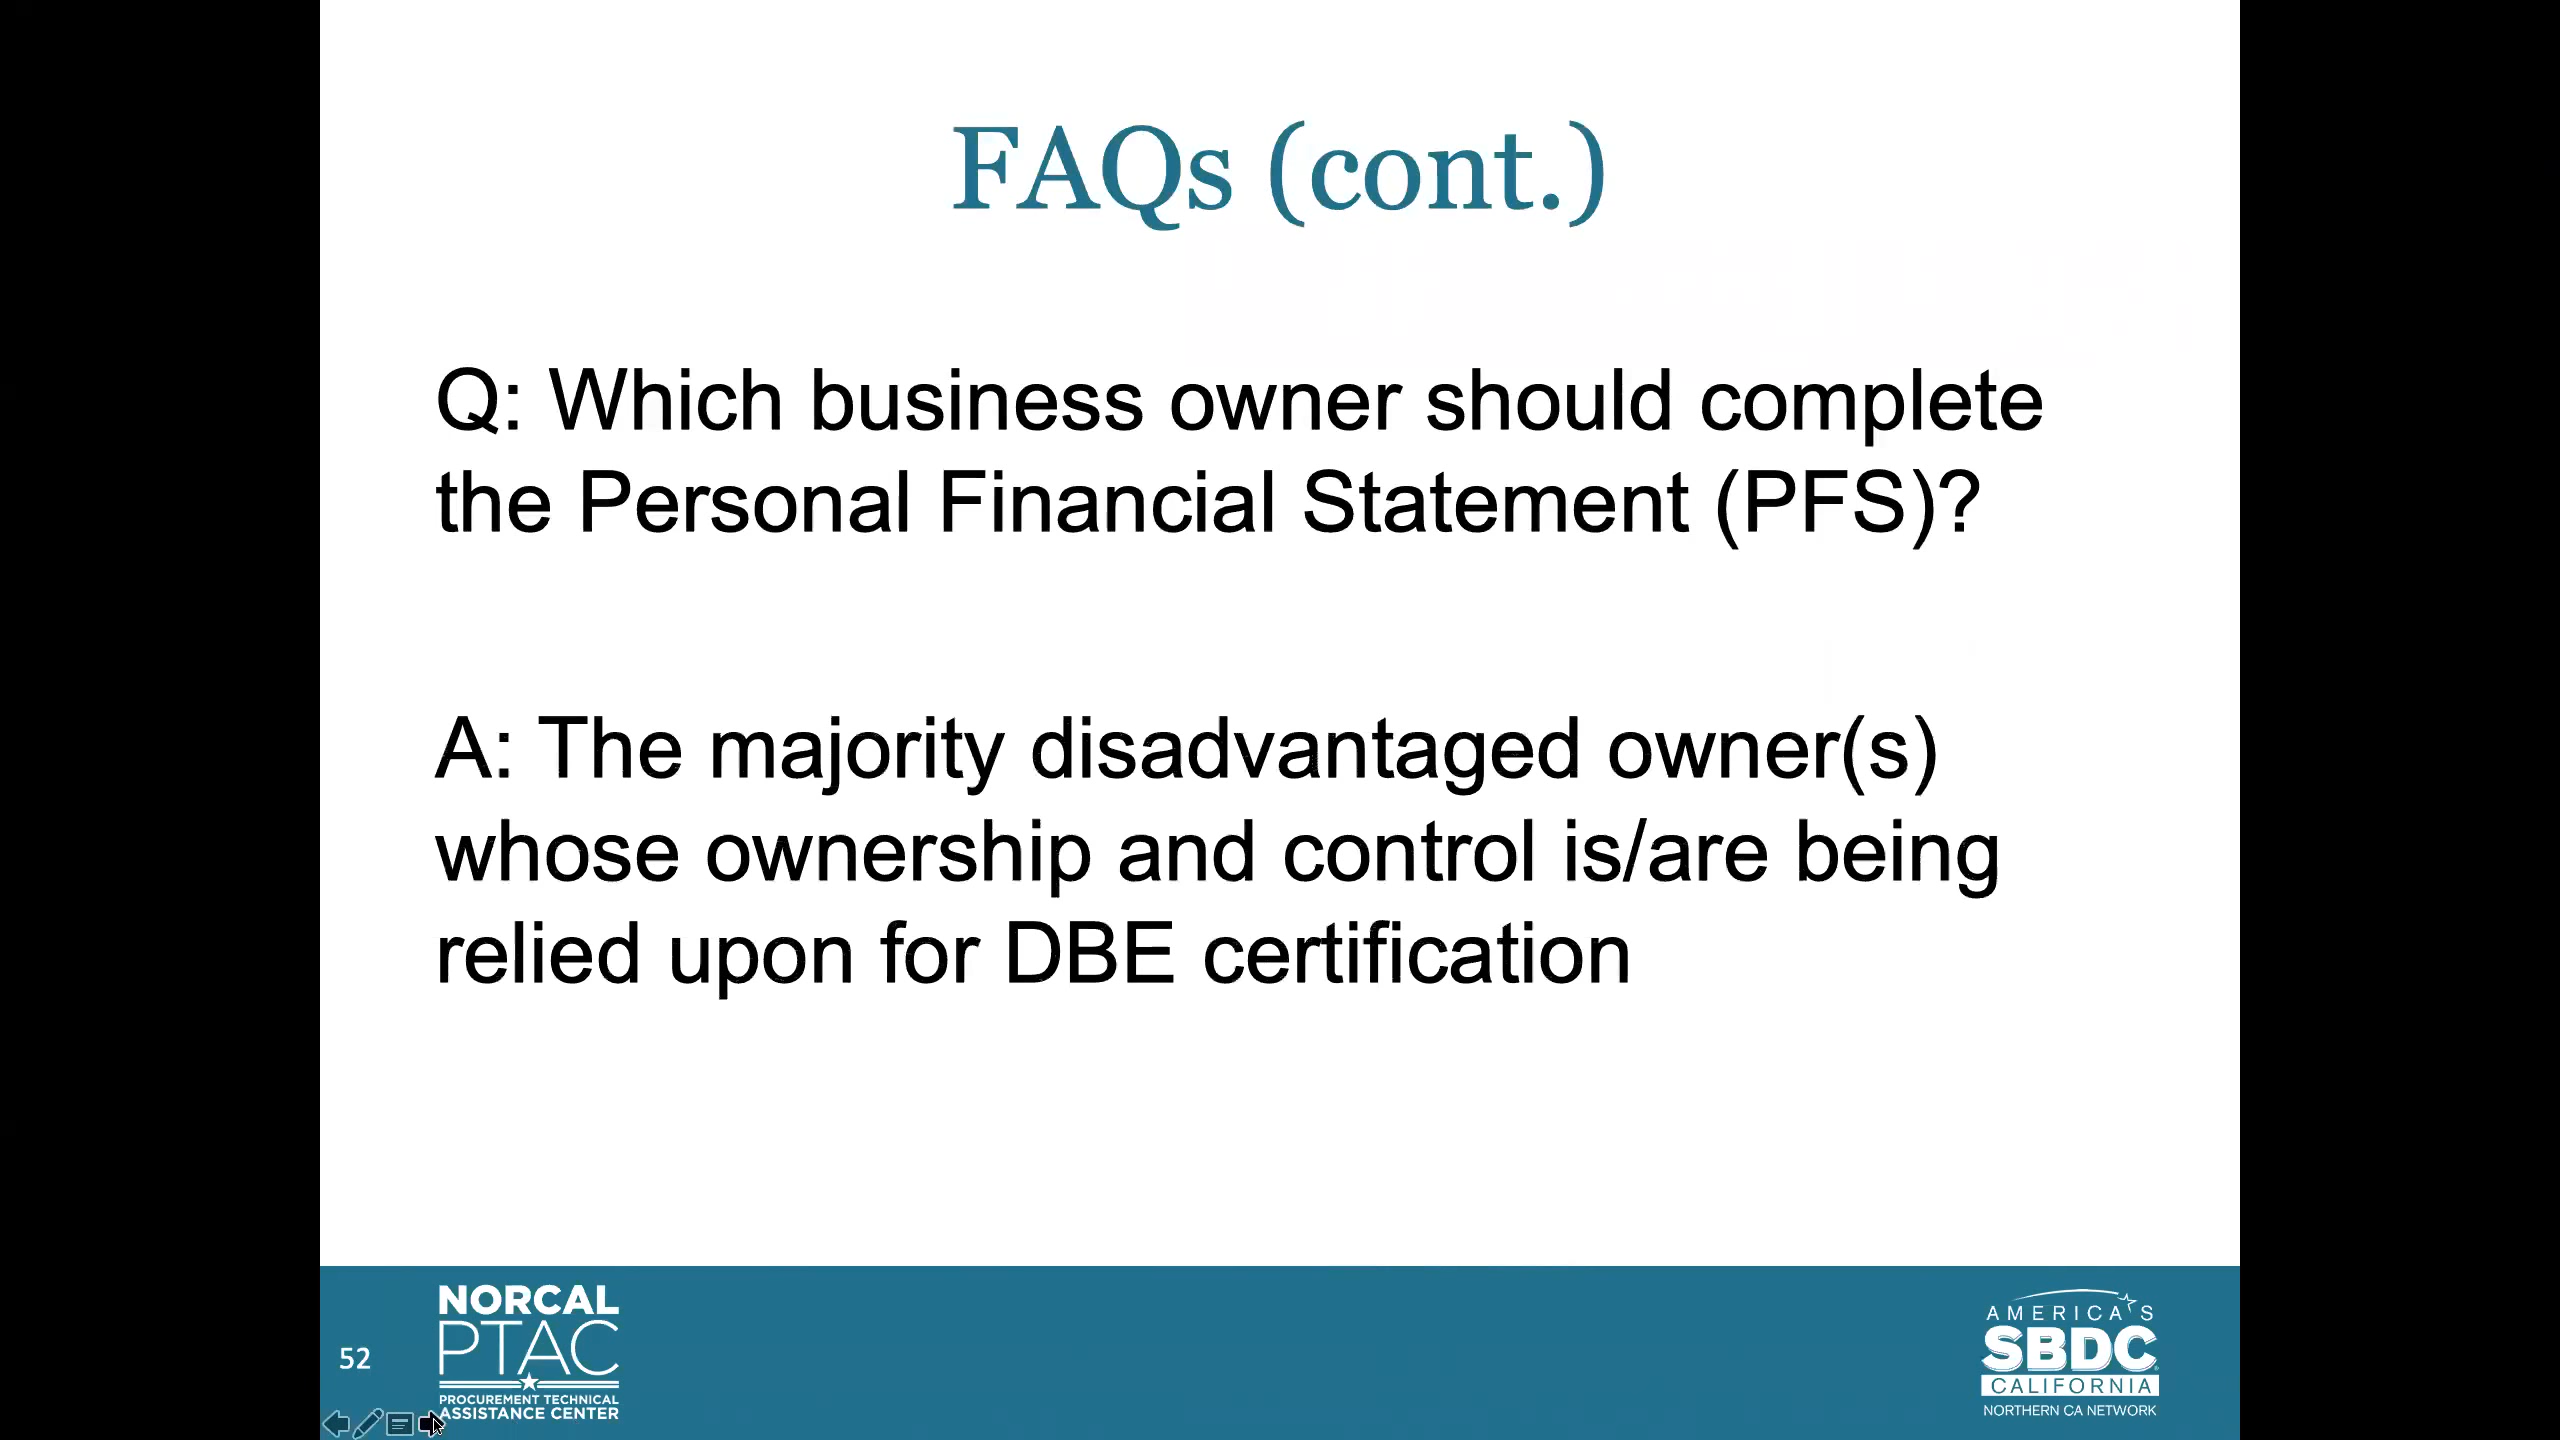 FAQs (cont.)
Q: Which business owner should complete
the Personal Financial Statement (PFS)?
A: The majority disadvantaged owner(s)
whose ownership and control is/are being
relied upon for DBE certification
52
NORCAL
PTAC
PROCUREMENT TECHNICAL
ASSISTANCE CENTER
AMERICA'S
SBDC
CALIFORNIA
NORTHERN CA NETWORK